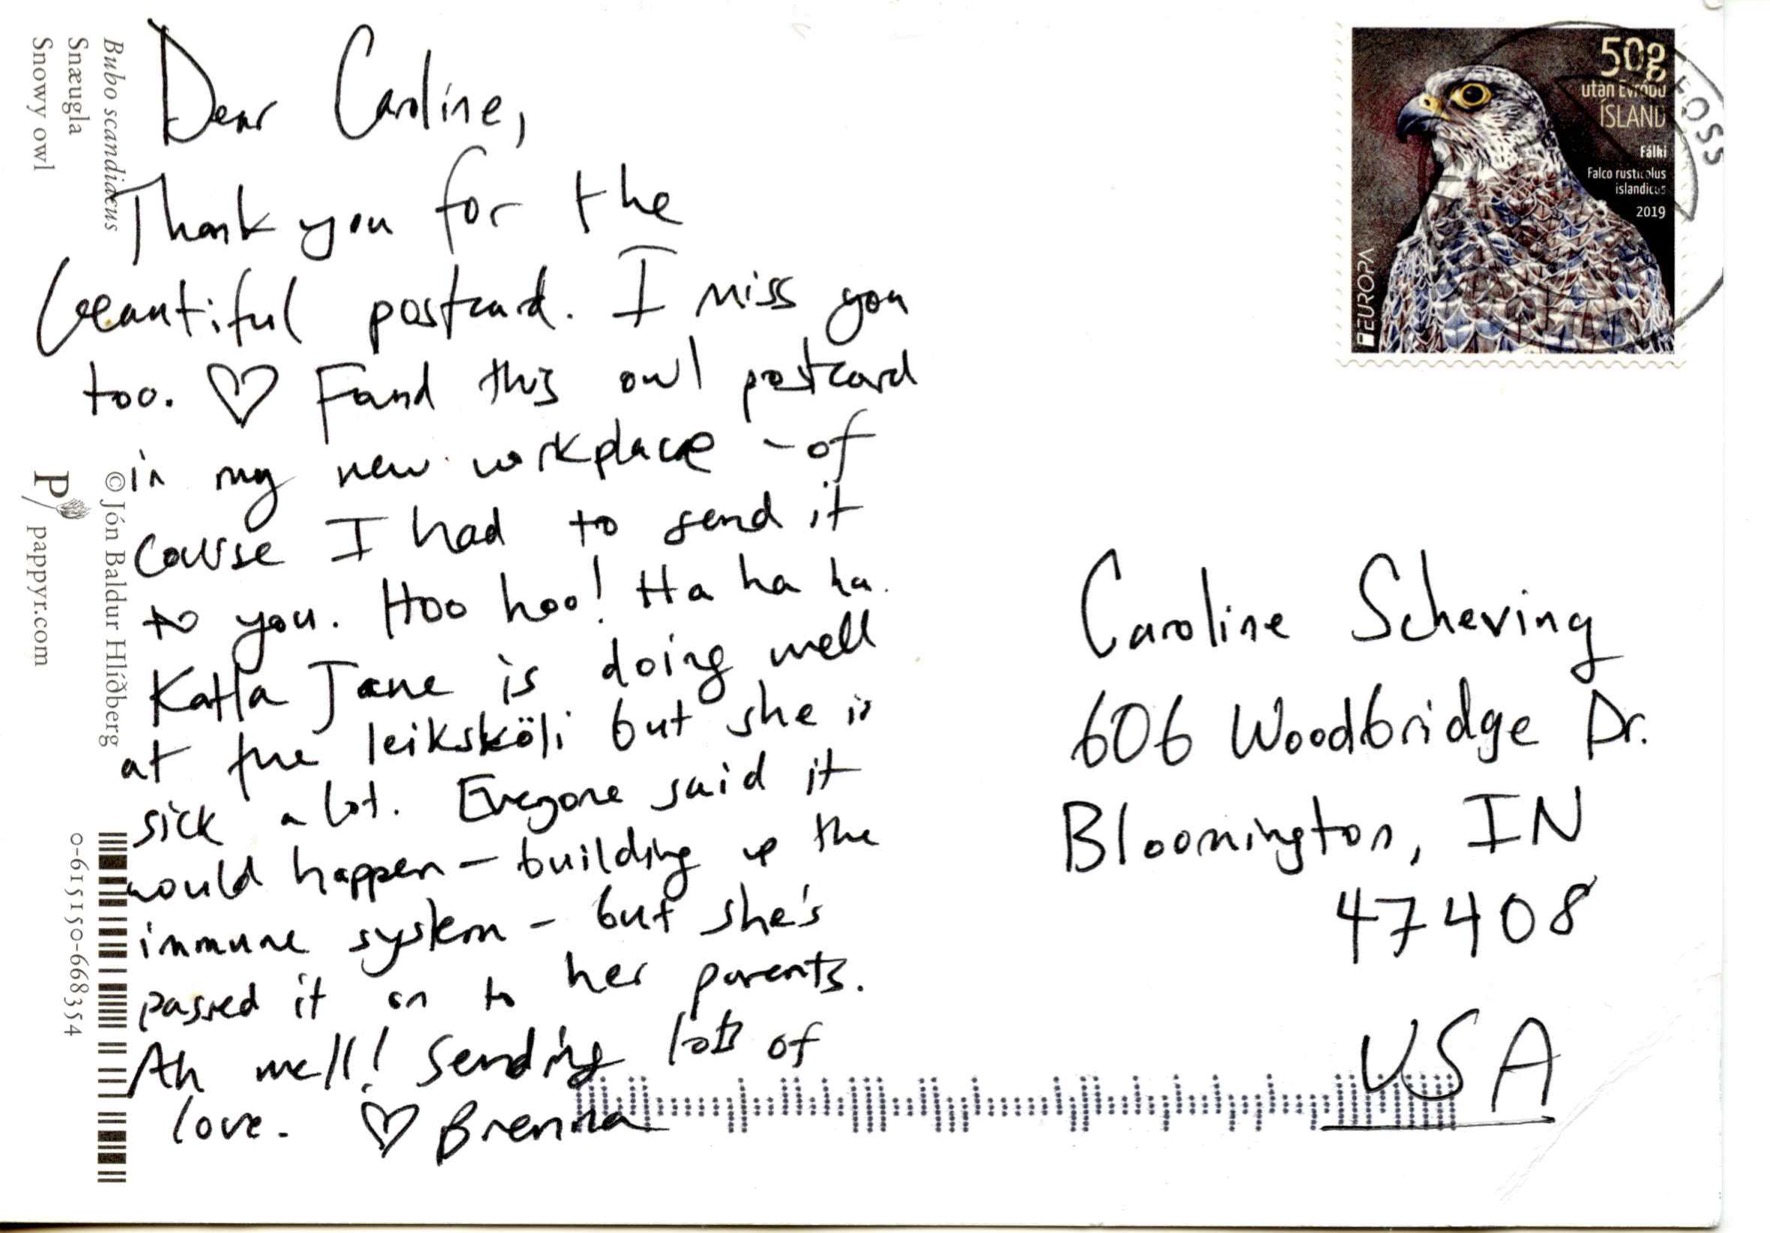 Dear Caroline,
Thank you for the
beautiful postcard. I miss you
too. ♡ Found this owl postcard
in my new workplace - of
course I had to send it
to you. Hoo hoo! Ha ha ha.
Katla Jane is doing well
at the leiksköli but she is
sick a lot. Everyone said it
would happen - building up the
immune system - but she's
passed it on to her parents.
Ah well! Sending lots of
love. ♡ Brenna
Caroline Scheving
606 Woodbridge Dr.
Bloomington, IN
47408
USA
50g
utan Evrópu
ÍSLAND
Fálki
Falco rusticolus
islandicus
2019
EUROPA
FOSS
Bubo scandiacus
Snæugla
Snowy owl
© Jón Baldur Hlíðberg
P
pappyr.com
0-615150-668354